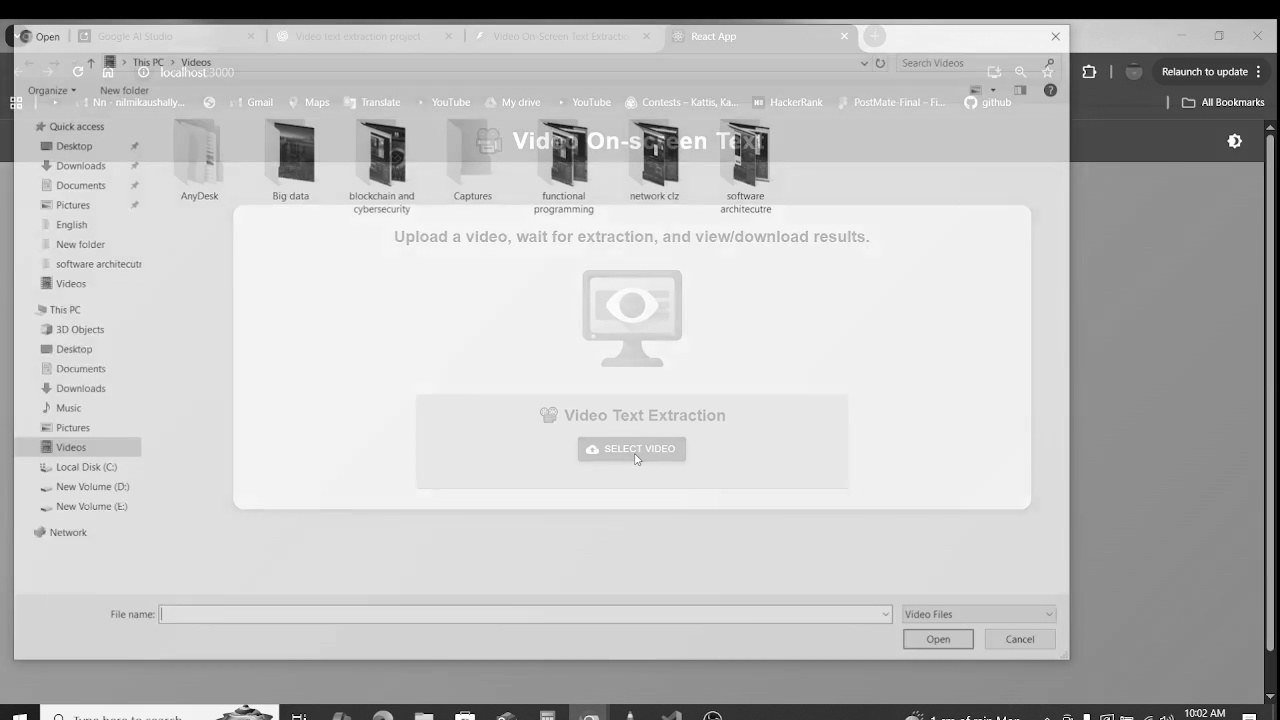 Open
Google AI Studio
Video text extraction project
Video On-Screen Text Extractio
React App
This PC > Videos
Search Videos
localhost:3000
Relaunch to update
Organize
New folder
Nn - nilmikaushally...
Gmail
Maps
Translate
YouTube
My drive
YouTube
Contests – Kattis, Ka...
HackerRank
PostMate-Final – Fi...
github
All Bookmarks
Quick access
Desktop
Downloads
Documents
Pictures
English
New folder
software architecutr
Videos
This PC
3D Objects
Desktop
Documents
Downloads
Music
Pictures
Videos
Local Disk (C:)
New Volume (D:)
New Volume (E:)
Network
Video On-screen Text
AnyDesk
Big data
blockchain and cybersecurity
Captures
functional programming
network clz
software architecutre
Upload a video, wait for extraction, and view/download results.
Video Text Extraction
SELECT VIDEO
File name:
Video Files
Open
Cancel
Type here to search
10:02 AM